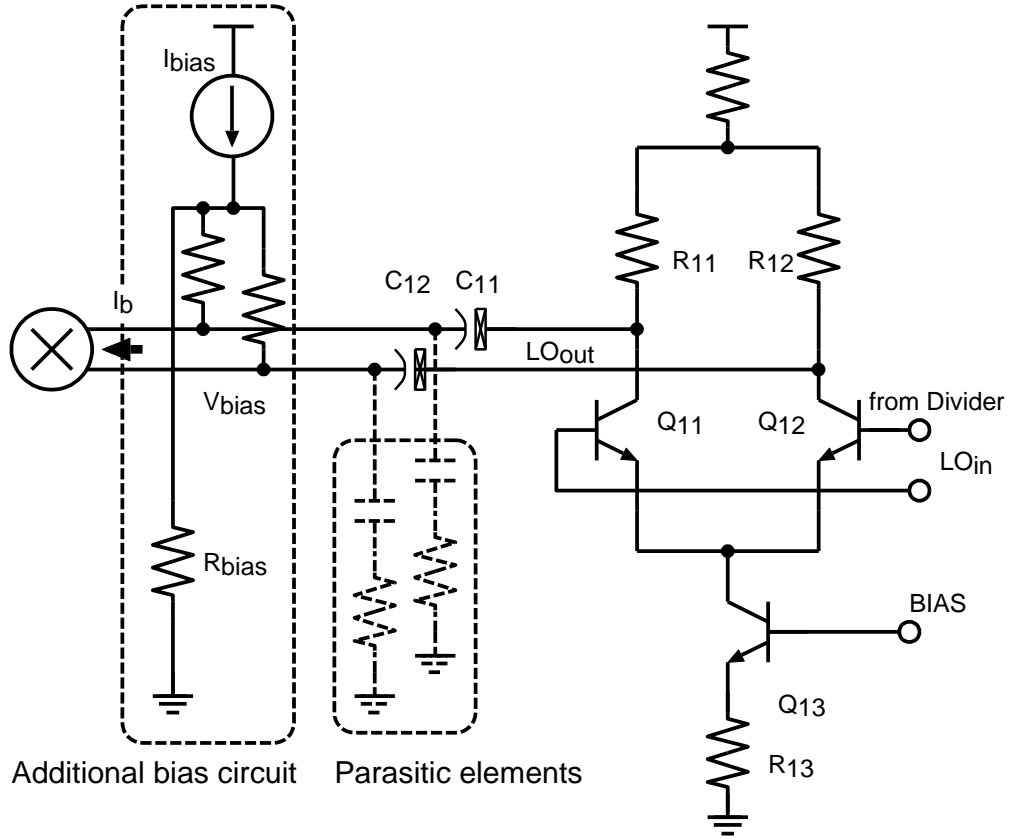 Ibias
C12 C11
R11
R12
Ib
LOout
Vbias
Q11
Q12
from Divider
LOin
Rbias
BIAS
Q13
R13
Additional bias circuit
Parasitic elements